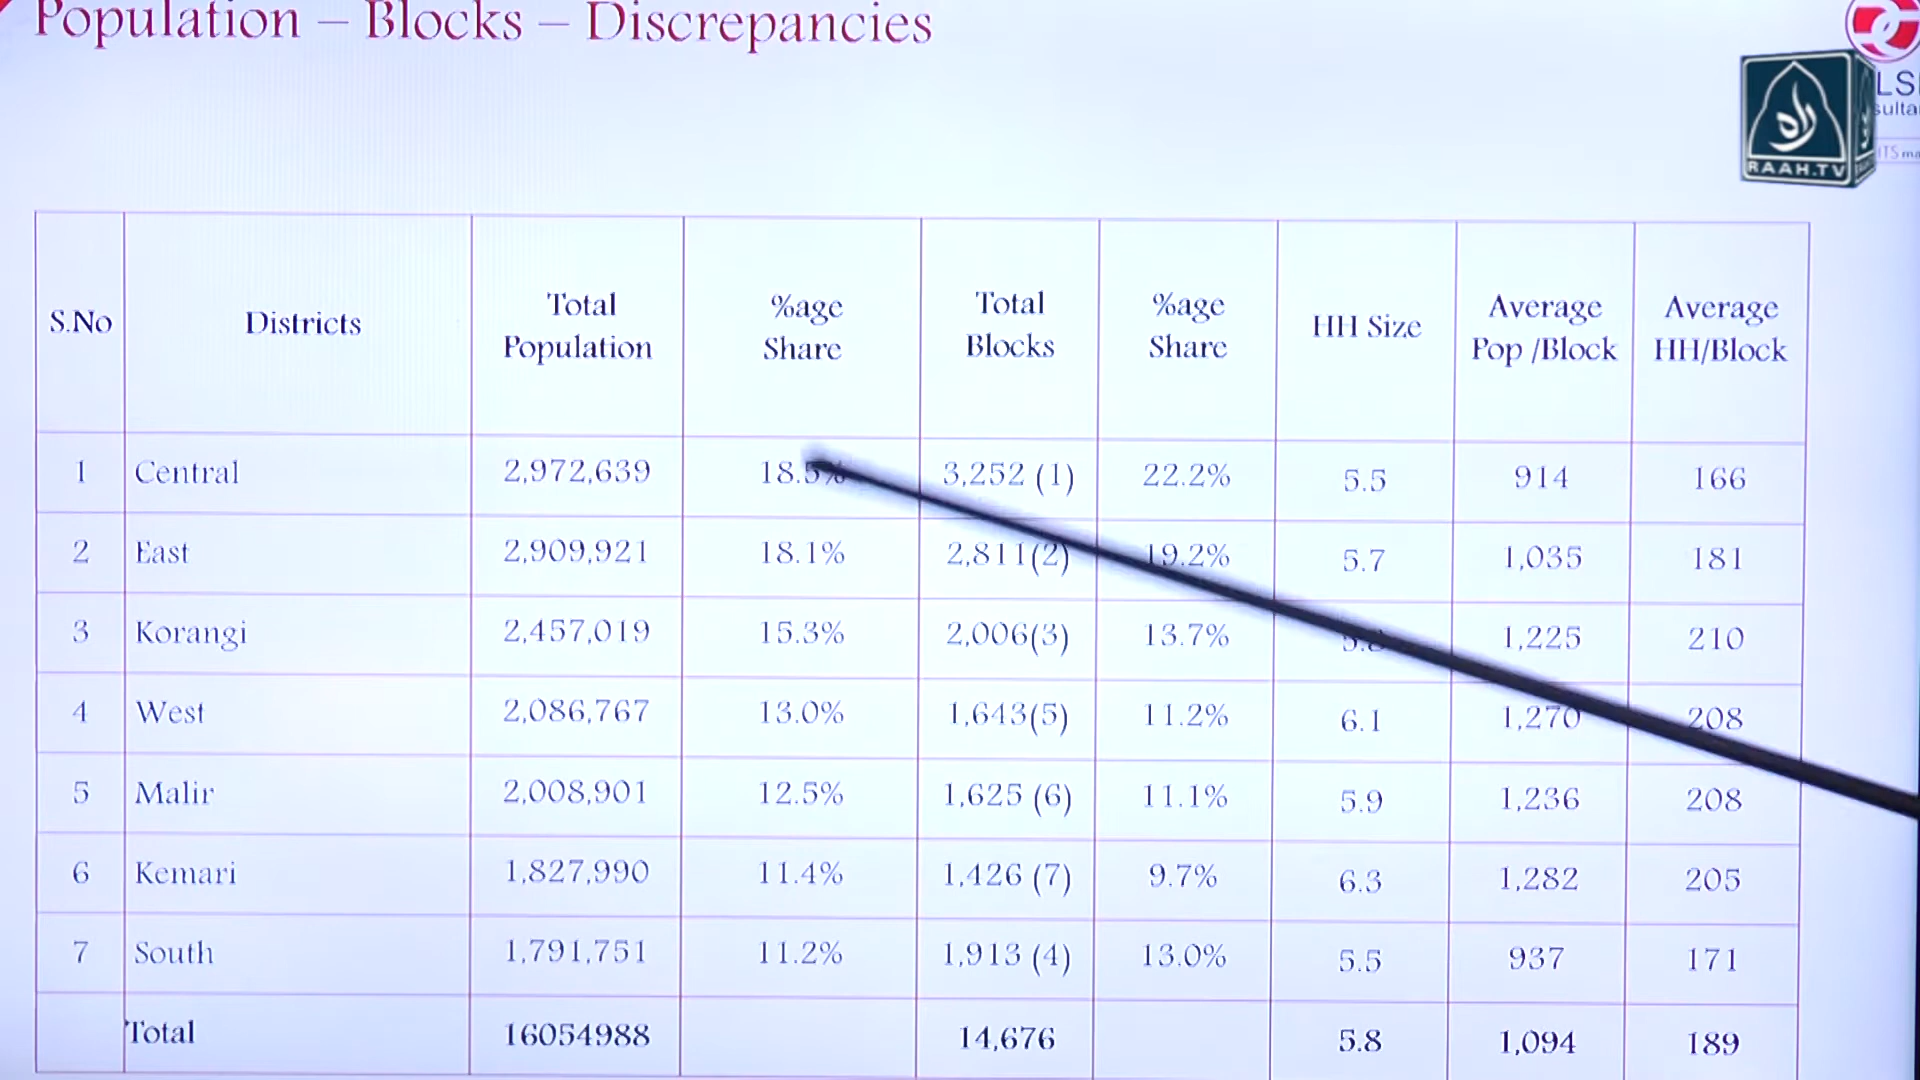 Population – Blocks – Discrepancies
RAAH.TV
S.No Districts Total Population %age Share Total Blocks %age Share HH Size Average Pop /Block Average HH/Block
1 Central 2,972,639 18.5% 3,252 (1) 22.2% 5.5 914 166
2 East 2,909,921 18.1% 2,811(2) 19.2% 5.7 1,035 181
3 Korangi 2,457,019 15.3% 2,006(3) 13.7% 1,225 210
4 West 2,086,767 13.0% 1,643(5) 11.2% 6.1 1,270 208
5 Malir 2,008,901 12.5% 1,625 (6) 11.1% 5.9 1,236 208
6 Kemari 1,827,990 11.4% 1,426 (7) 9.7% 6.3 1,282 205
7 South 1,791,751 11.2% 1,913 (4) 13.0% 5.5 937 171
Total 16054988 14,676 5.8 1,094 189